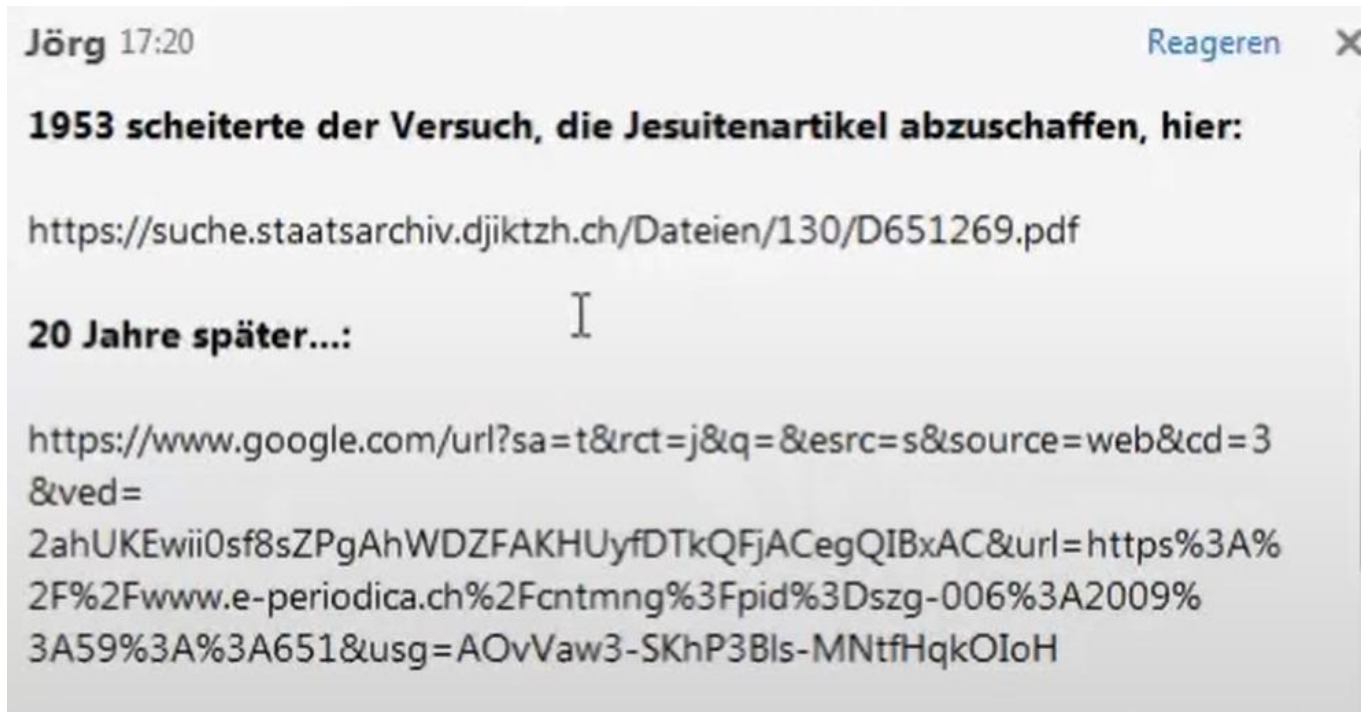 Jörg 17:20 Reageren
1953 scheiterte der Versuch, die Jesuitenartikel abzuschaffen, hier:
https://suche.staatsarchiv.djiktzh.ch/Dateien/130/D651269.pdf
20 Jahre später...:
https://www.google.com/url?sa=t&rct=j&q=&esrc=s&source=web&cd=3
&ved=
2ahUKEwii0sf8sZPgAhWDZFAKHUyfDTkQFjACegQIBxAC&url=https%3A%
2F%2Fwww.e-periodica.ch%2Fcntmng%3Fpid%3Dszg-006%3A2009%
3A59%3A%3A651&usg=AOvVaw3-SKhP3Bls-MNtfHqkOIoH